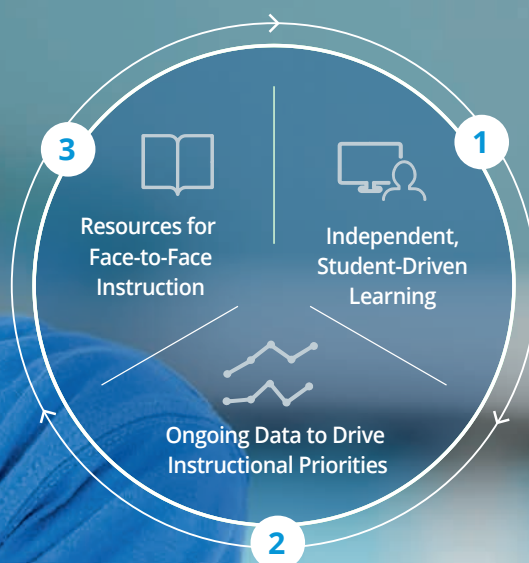 1
Independent,
Student-Driven
Learning
2
Ongoing Data to Drive
Instructional Priorities
3
Resources for
Face-to-Face
Instruction